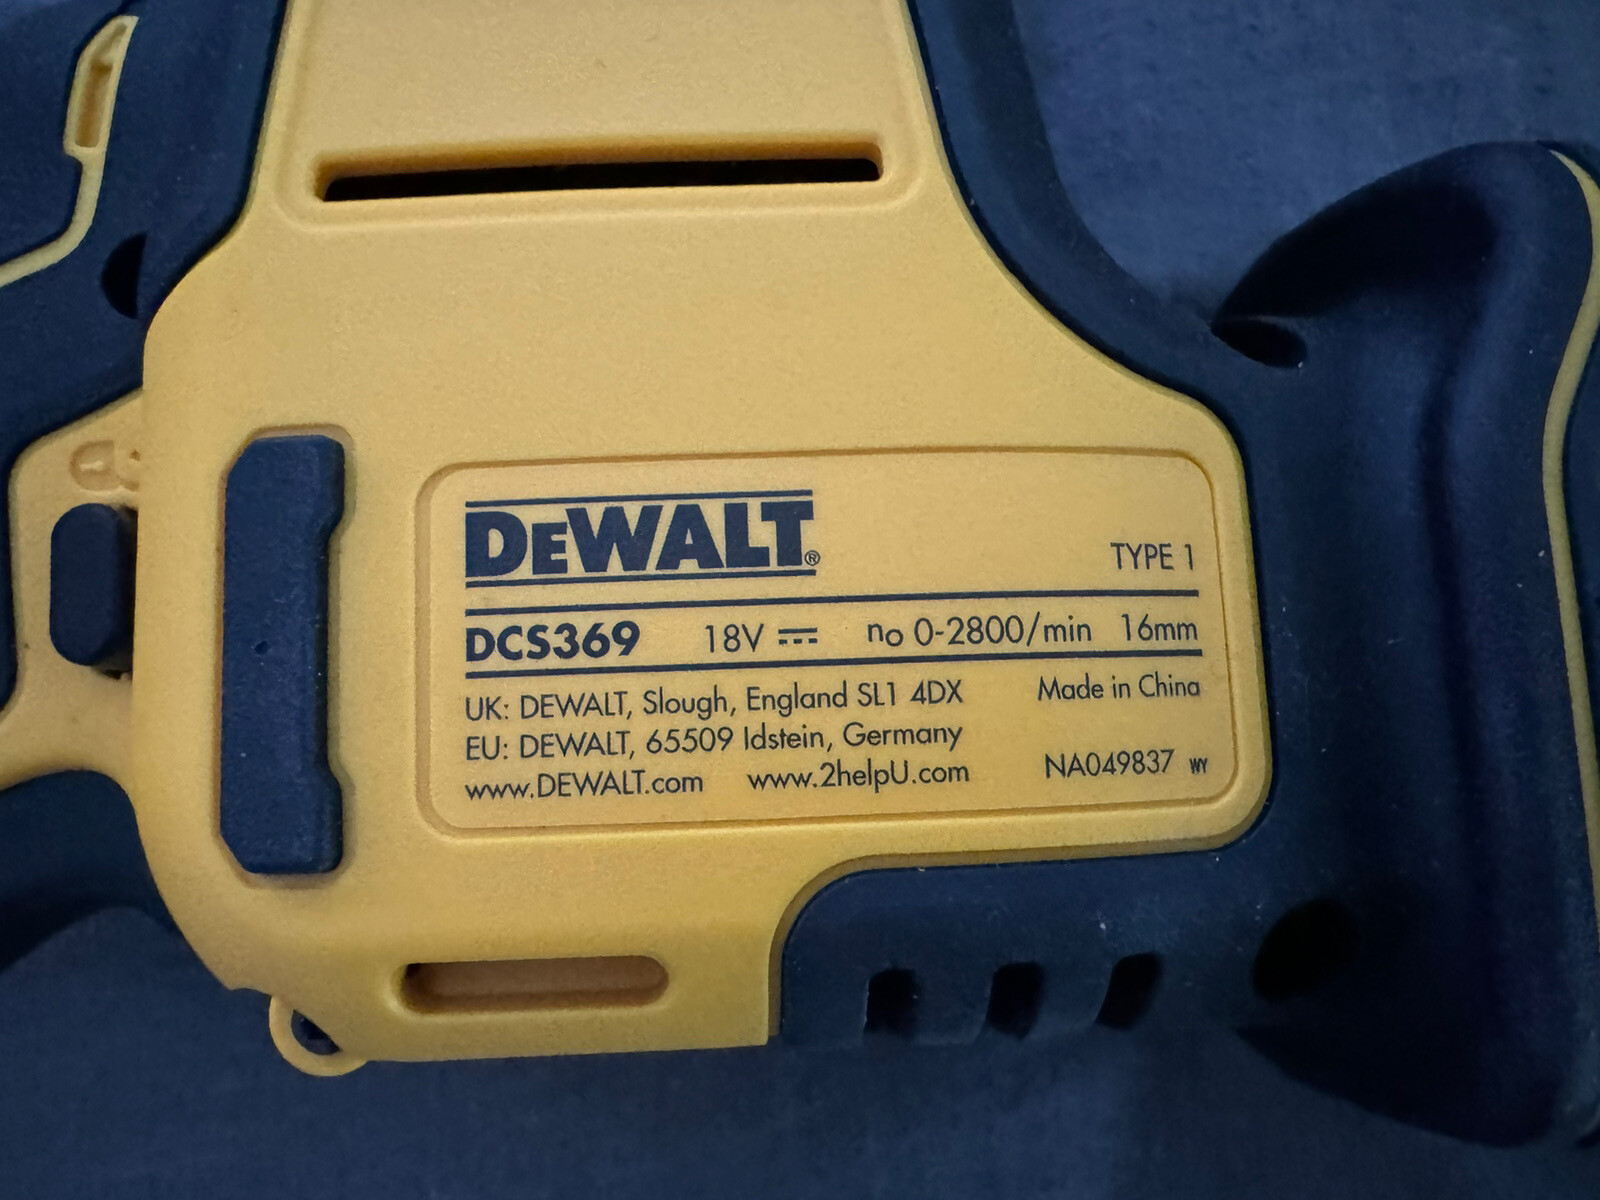 DEWALT®
TYPE 1
DCS369 18V ⎓ no 0-2800/min 16mm
UK: DEWALT, Slough, England SL1 4DX Made in China
EU: DEWALT, 65509 Idstein, Germany
www.DEWALT.com www.2helpU.com NA049837 WY